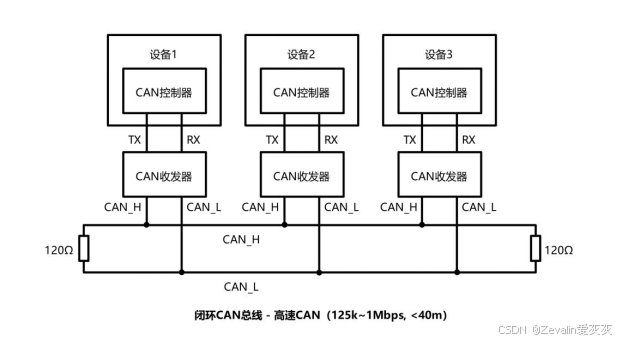 设备1 设备2 设备3
CAN控制器 CAN控制器 CAN控制器
TX RX TX RX TX RX
CAN收发器 CAN收发器 CAN收发器
CAN_H CAN_L CAN_H CAN_L CAN_H CAN_L
CAN_H
120Ω 120Ω
CAN_L
闭环CAN总线 - 高速CAN（125k~1Mbps, <40m）
CSDN @Zevalin爱灰灰